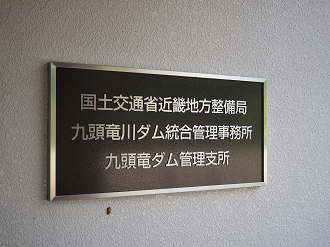 国土交通省近畿地方整備局
九頭竜川ダム統合管理事務所
九頭竜ダム管理支所